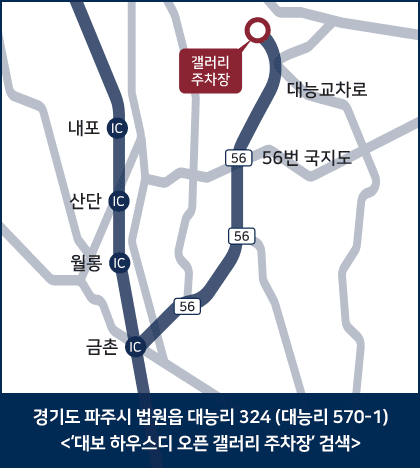 갤러리
주차장
대능교차로
내포 IC
56 56번 국지도
산단 IC
56
월롱 IC
56
금촌 IC
경기도 파주시 법원읍 대능리 324 (대능리 570-1)
<‘대보 하우스디 오픈 갤러리 주차장’ 검색>